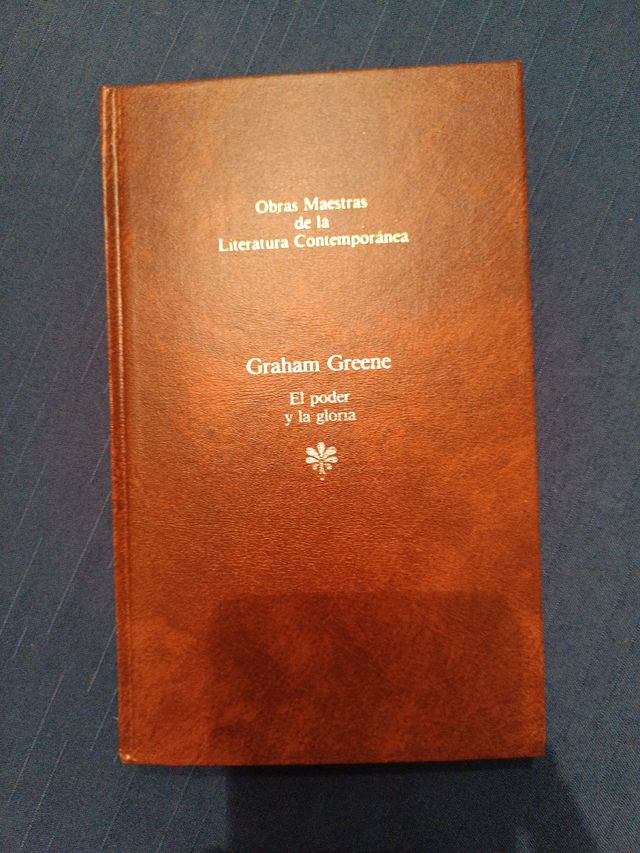 Obras Maestras
de la
Literatura Contemporánea
Graham Greene
El poder
y la gloria